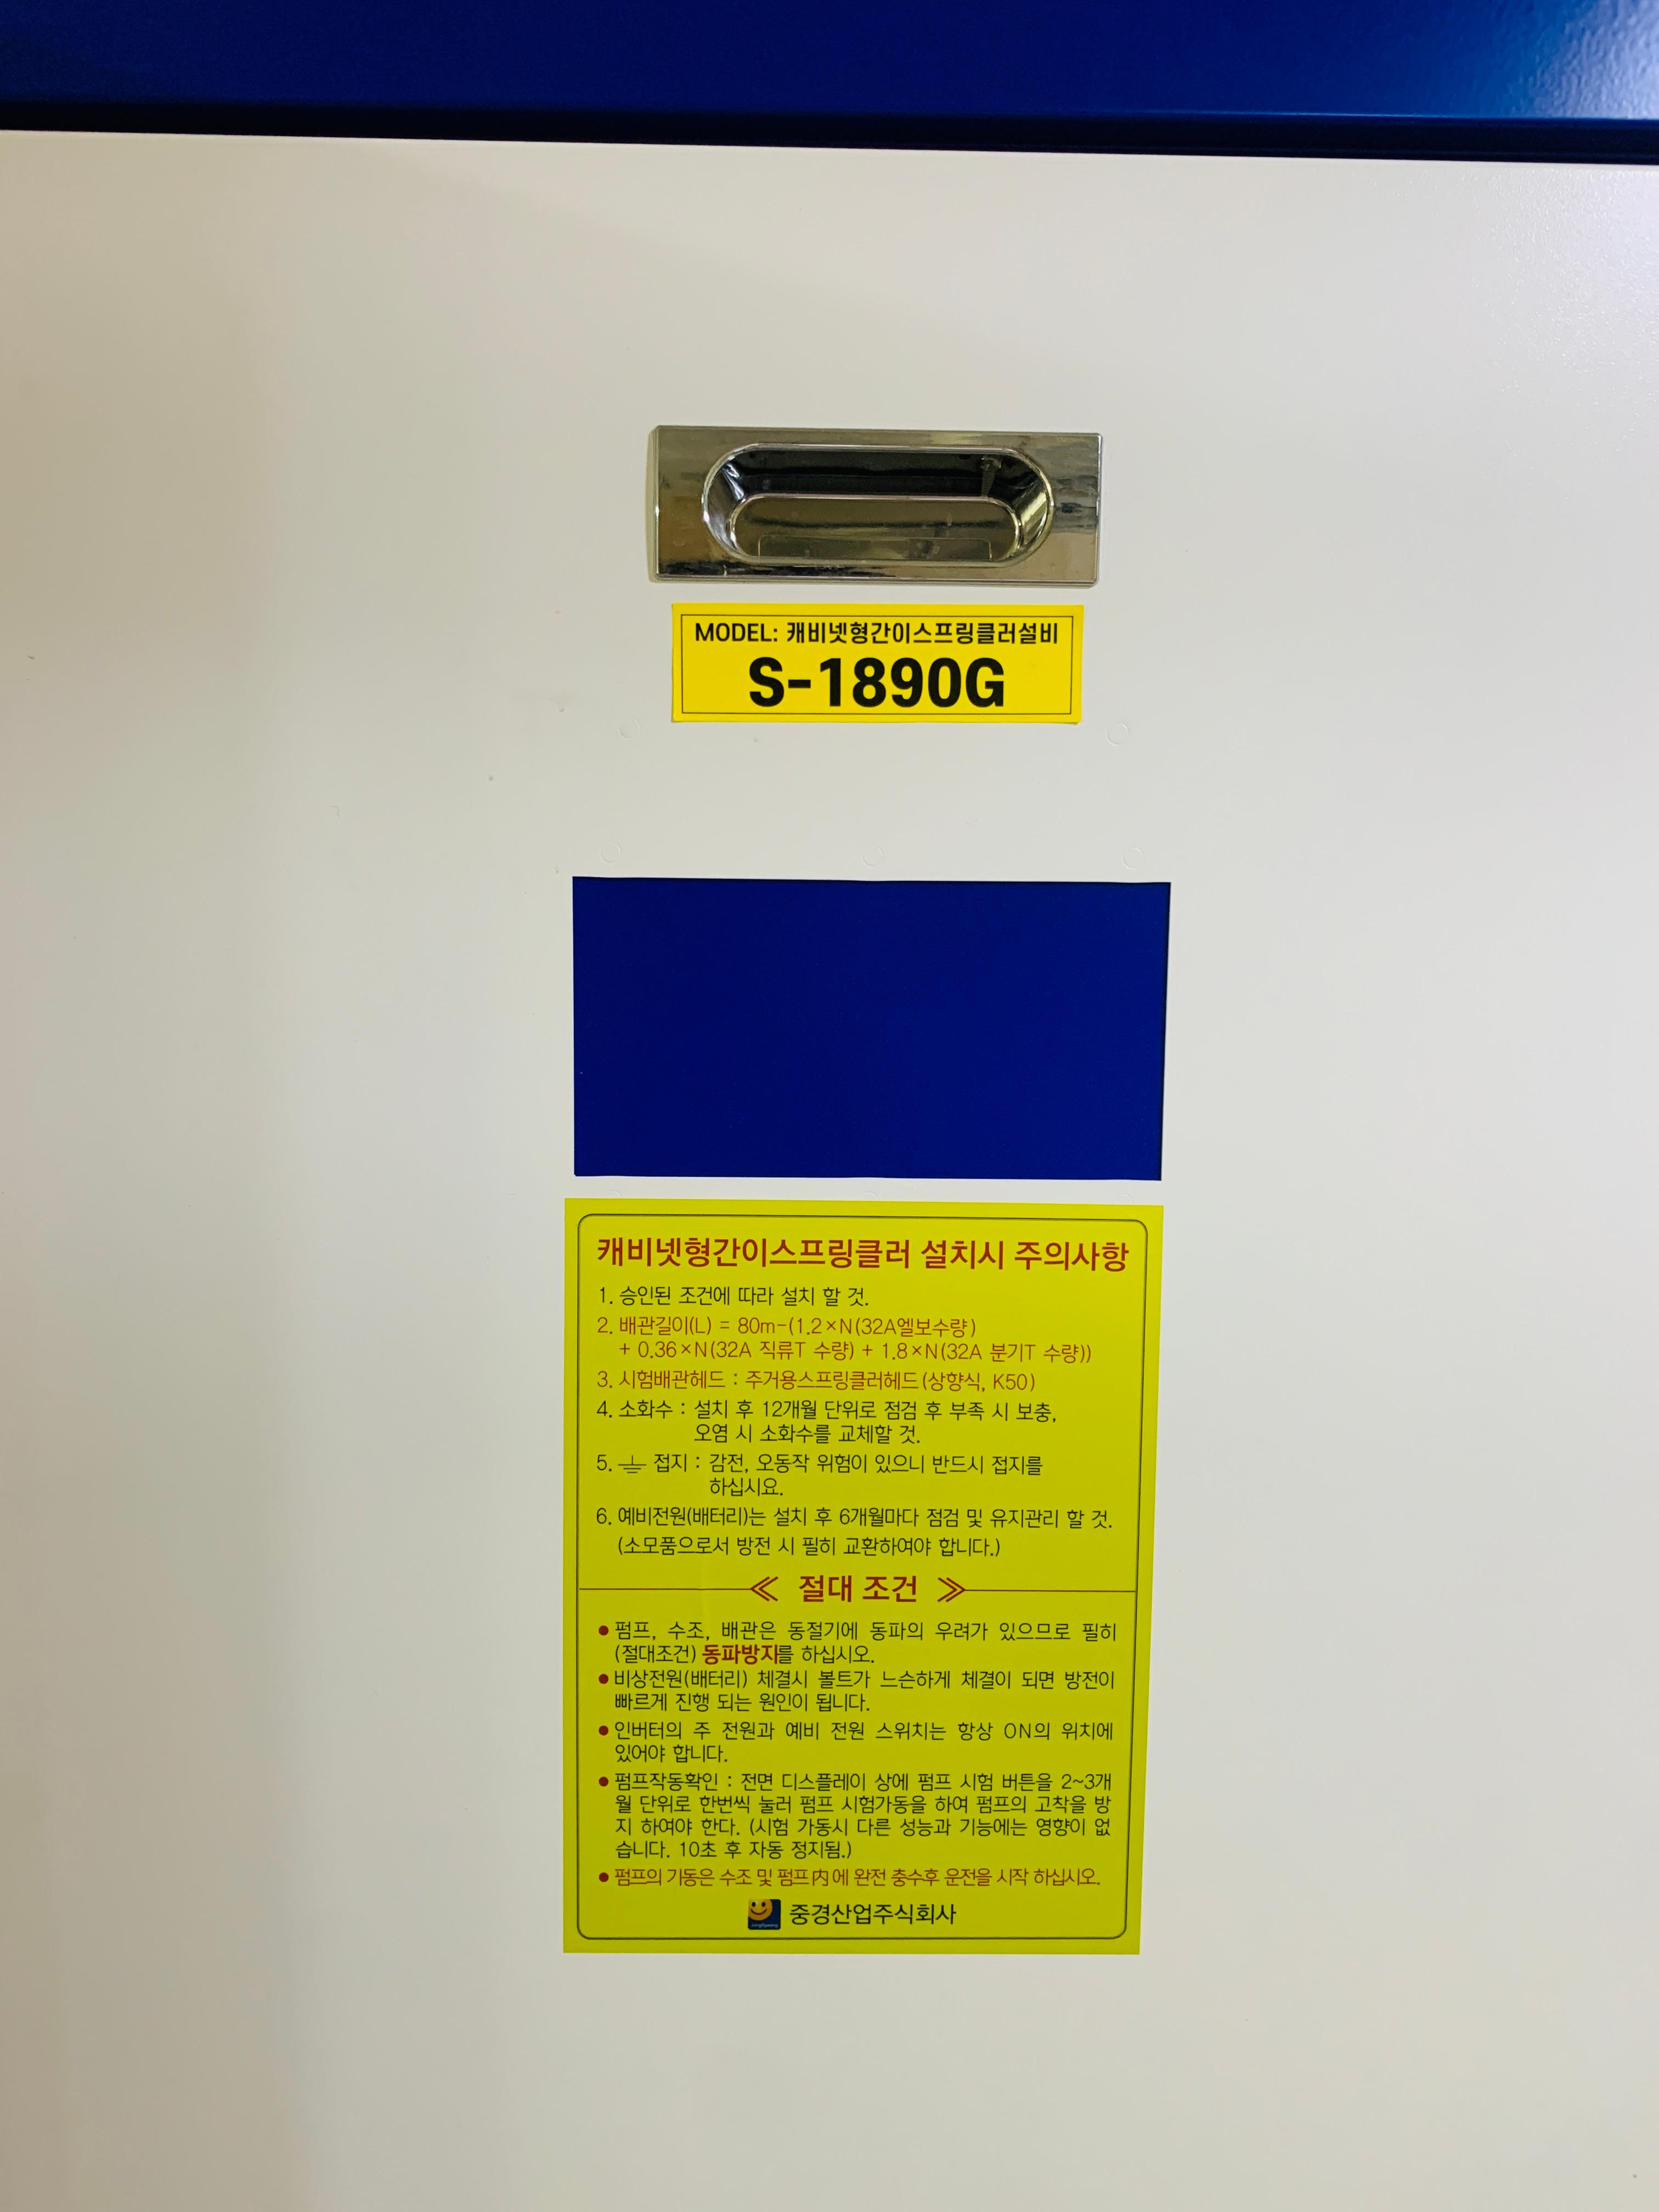 MODEL: 캐비넷형간이스프링클러설비
S-1890G
캐비넷형간이스프링클러 설치시 주의사항
1. 승인된 조건에 따라 설치 할 것.
2. 배관길이(L) = 80m-(1.2×N(32A엘보수량)
+ 0.36×N(32A 직류T 수량) + 1.8×N(32A 분기T 수량))
3. 시험배관헤드 : 주거용스프링클러헤드(상향식, K50)
4. 소화수 : 설치 후 12개월 단위로 점검 후 부족 시 보충,
오염 시 소화수를 교체할 것.
5. ⏚ 접지 : 감전, 오동작 위험이 있으니 반드시 접지를
하십시요.
6. 예비전원(배터리)는 설치 후 6개월마다 점검 및 유지관리 할 것.
(소모품으로서 방전 시 필히 교환하여야 합니다.)
≪ 절대 조건 ≫
● 펌프, 수조, 배관은 동절기에 동파의 우려가 있으므로 필히
(절대조건) 동파방지를 하십시오.
● 비상전원(배터리) 체결시 볼트가 느슨하게 체결이 되면 방전이
빠르게 진행 되는 원인이 됩니다.
● 인버터의 주 전원과 예비 전원 스위치는 항상 ON의 위치에
있어야 합니다.
● 펌프작동확인 : 전면 디스플레이 상에 펌프 시험 버튼을 2~3개
월 단위로 한번씩 눌러 펌프 시험가동을 하여 펌프의 고착을 방
지 하여야 한다. (시험 가동시 다른 성능과 기능에는 영향이 없
습니다. 10초 후 자동 정지됨.)
● 펌프의 가동은 수조 및 펌프內에 완전 충수후 운전을 시작 하십시오.
중경산업주식회사